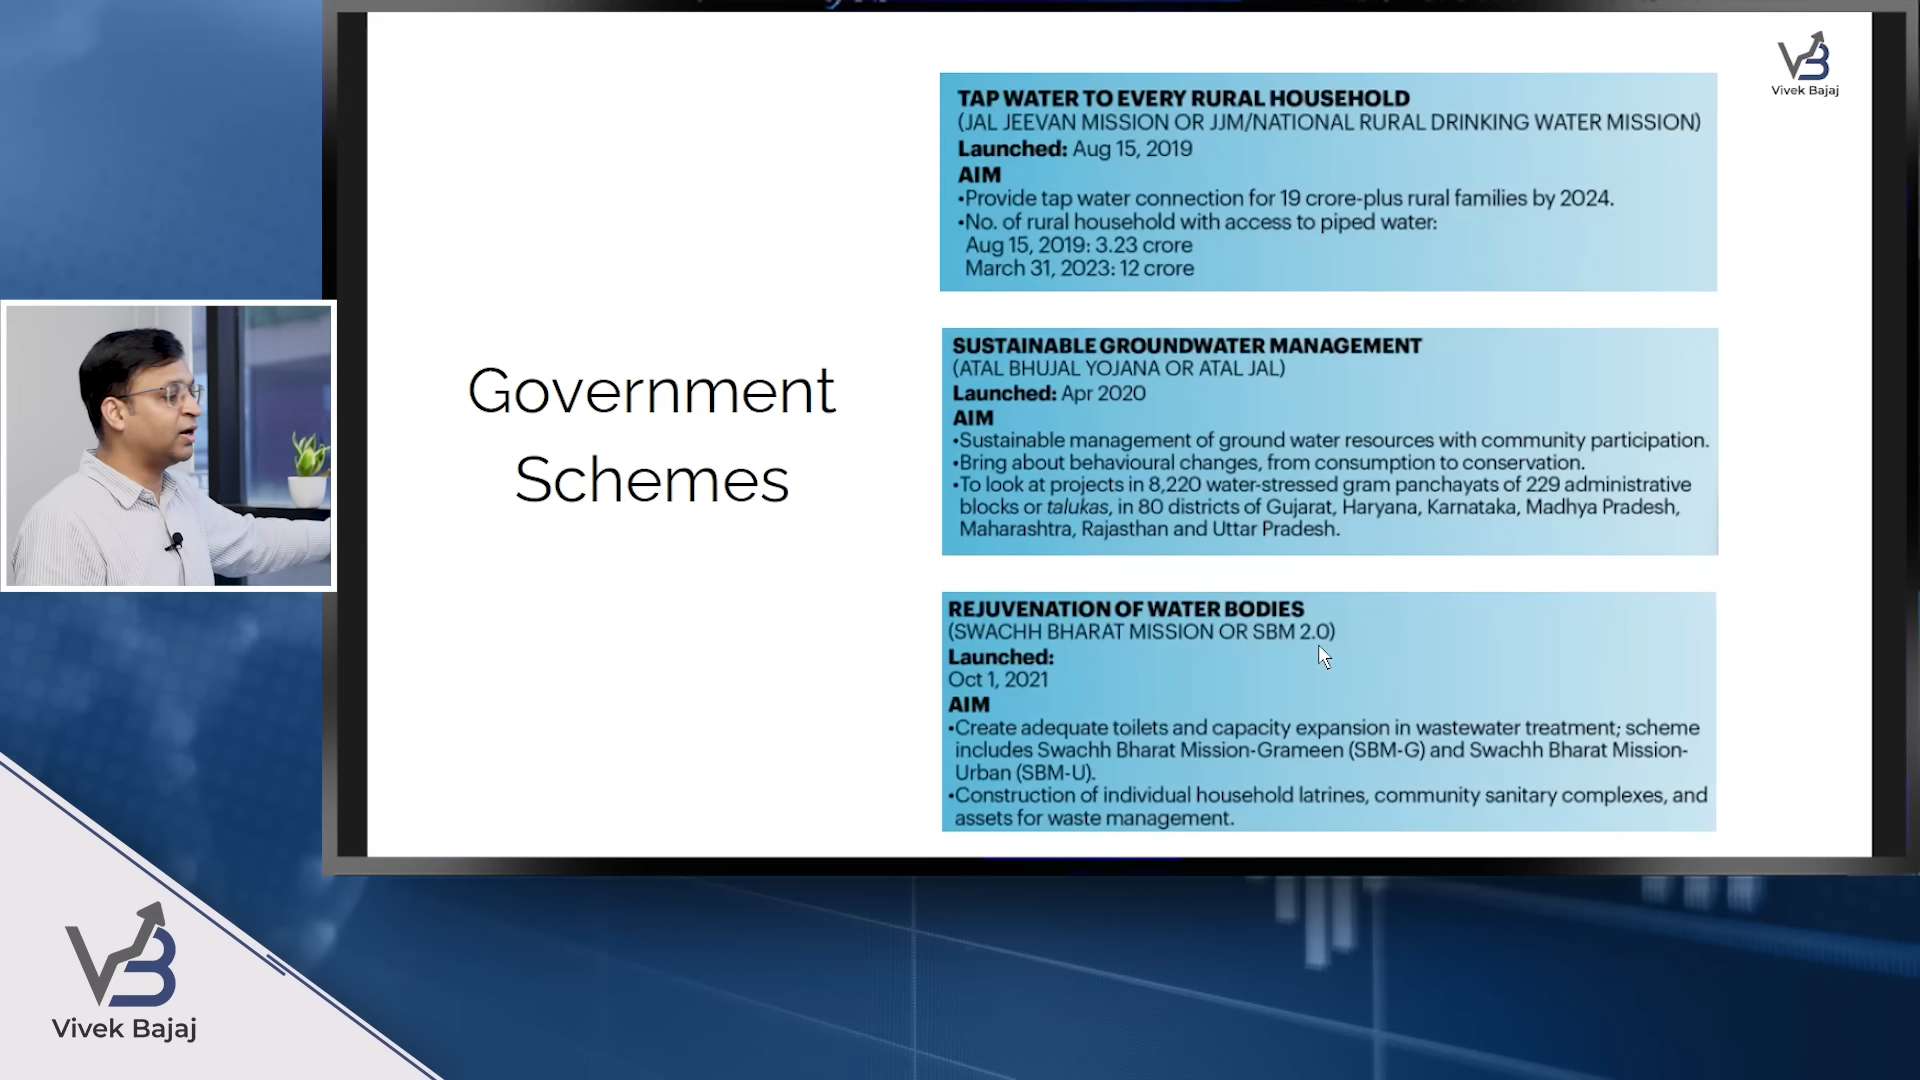 Government
Schemes
TAP WATER TO EVERY RURAL HOUSEHOLD
(JAL JEEVAN MISSION OR JJM/NATIONAL RURAL DRINKING WATER MISSION)
Launched: Aug 15, 2019
AIM
•Provide tap water connection for 19 crore-plus rural families by 2024.
•No. of rural household with access to piped water:
Aug 15, 2019: 3.23 crore
March 31, 2023: 12 crore
SUSTAINABLE GROUNDWATER MANAGEMENT
(ATAL BHUJAL YOJANA OR ATAL JAL)
Launched: Apr 2020
AIM
•Sustainable management of ground water resources with community participation.
•Bring about behavioural changes, from consumption to conservation.
•To look at projects in 8,220 water-stressed gram panchayats of 229 administrative
blocks or talukas, in 80 districts of Gujarat, Haryana, Karnataka, Madhya Pradesh,
Maharashtra, Rajasthan and Uttar Pradesh.
REJUVENATION OF WATER BODIES
(SWACHH BHARAT MISSION OR SBM 2.0)
Launched:
Oct 1, 2021
AIM
•Create adequate toilets and capacity expansion in wastewater treatment; scheme
includes Swachh Bharat Mission-Grameen (SBM-G) and Swachh Bharat Mission-
Urban (SBM-U).
•Construction of individual household latrines, community sanitary complexes, and
assets for waste management.
VB
Vivek Bajaj
VB
Vivek Bajaj